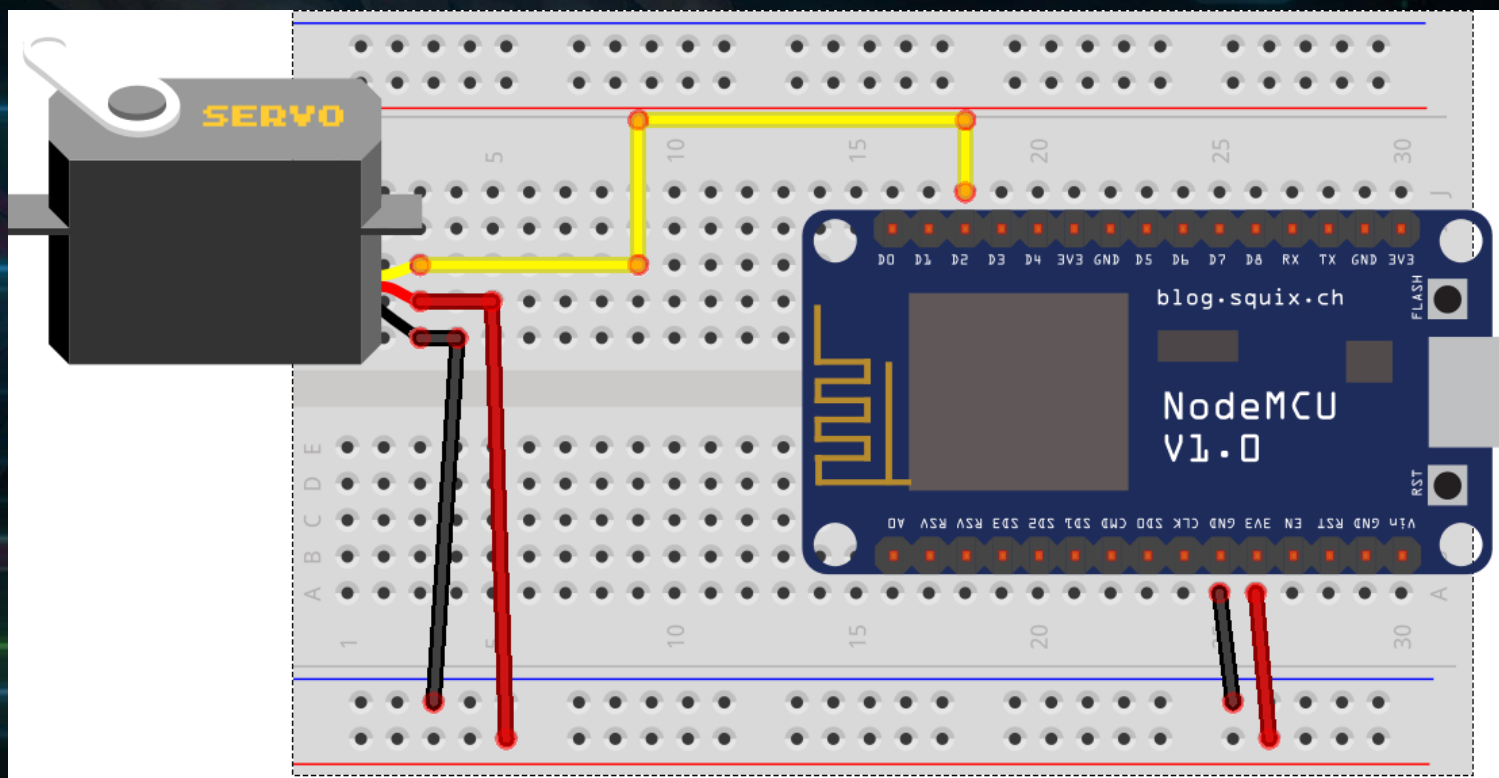 SERVO
5 10 15 20 25 30
J
D0 D1 D2 D3 D4 3V3 GND D5 D6 D7 D8 RX TX GND 3V3
blog.squix.ch
FLASH
NodeMCU
V1.0
RST
E
D
C
B
A0 RSV RSV SD3 SD2 SD1 CMD SD0 CLK GND 3V3 EN RST GND Vin
A A
1 5 10 15 20 30